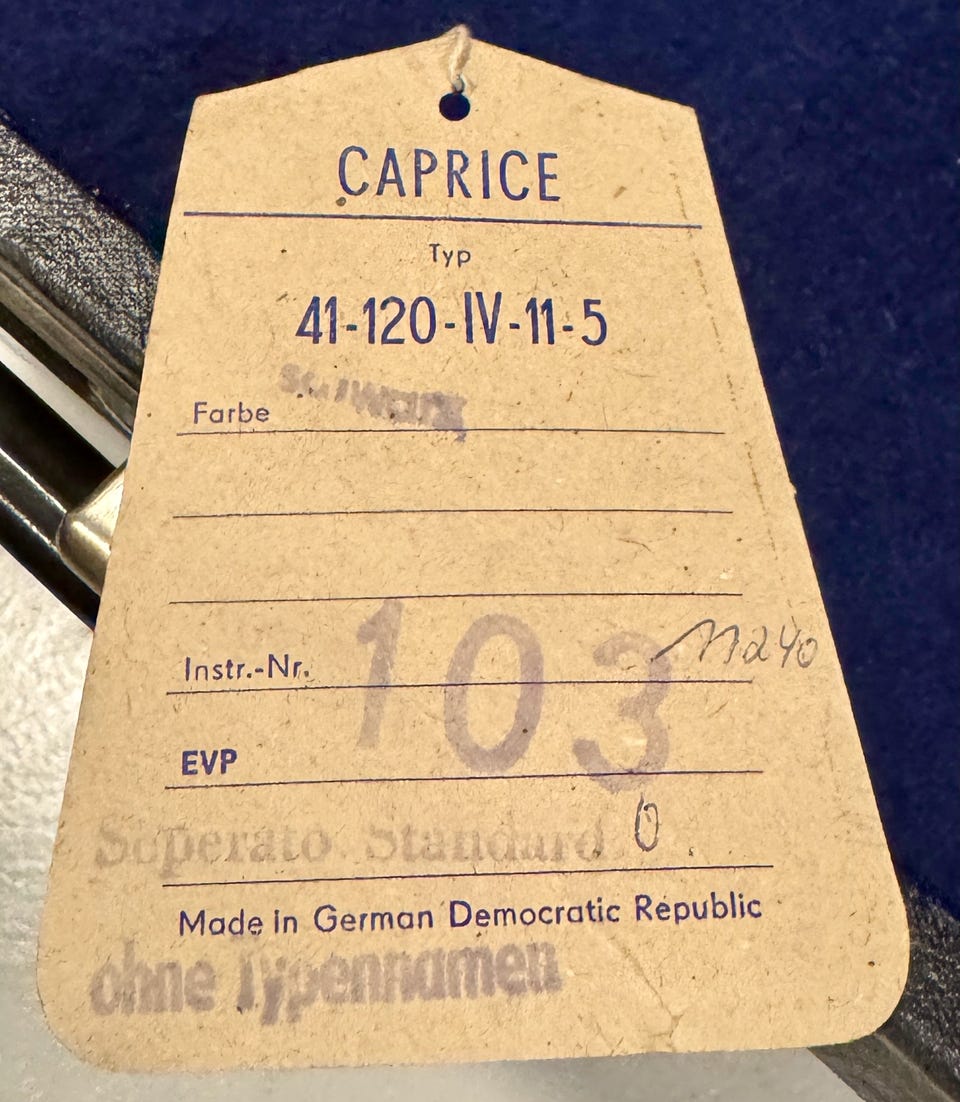 CAPRICE
Typ
41-120-IV-11-5
Farbe
Instr.-Nr. 103
EVP
Soperato Standard
Made in German Democratic Republic
ohne Typennamen